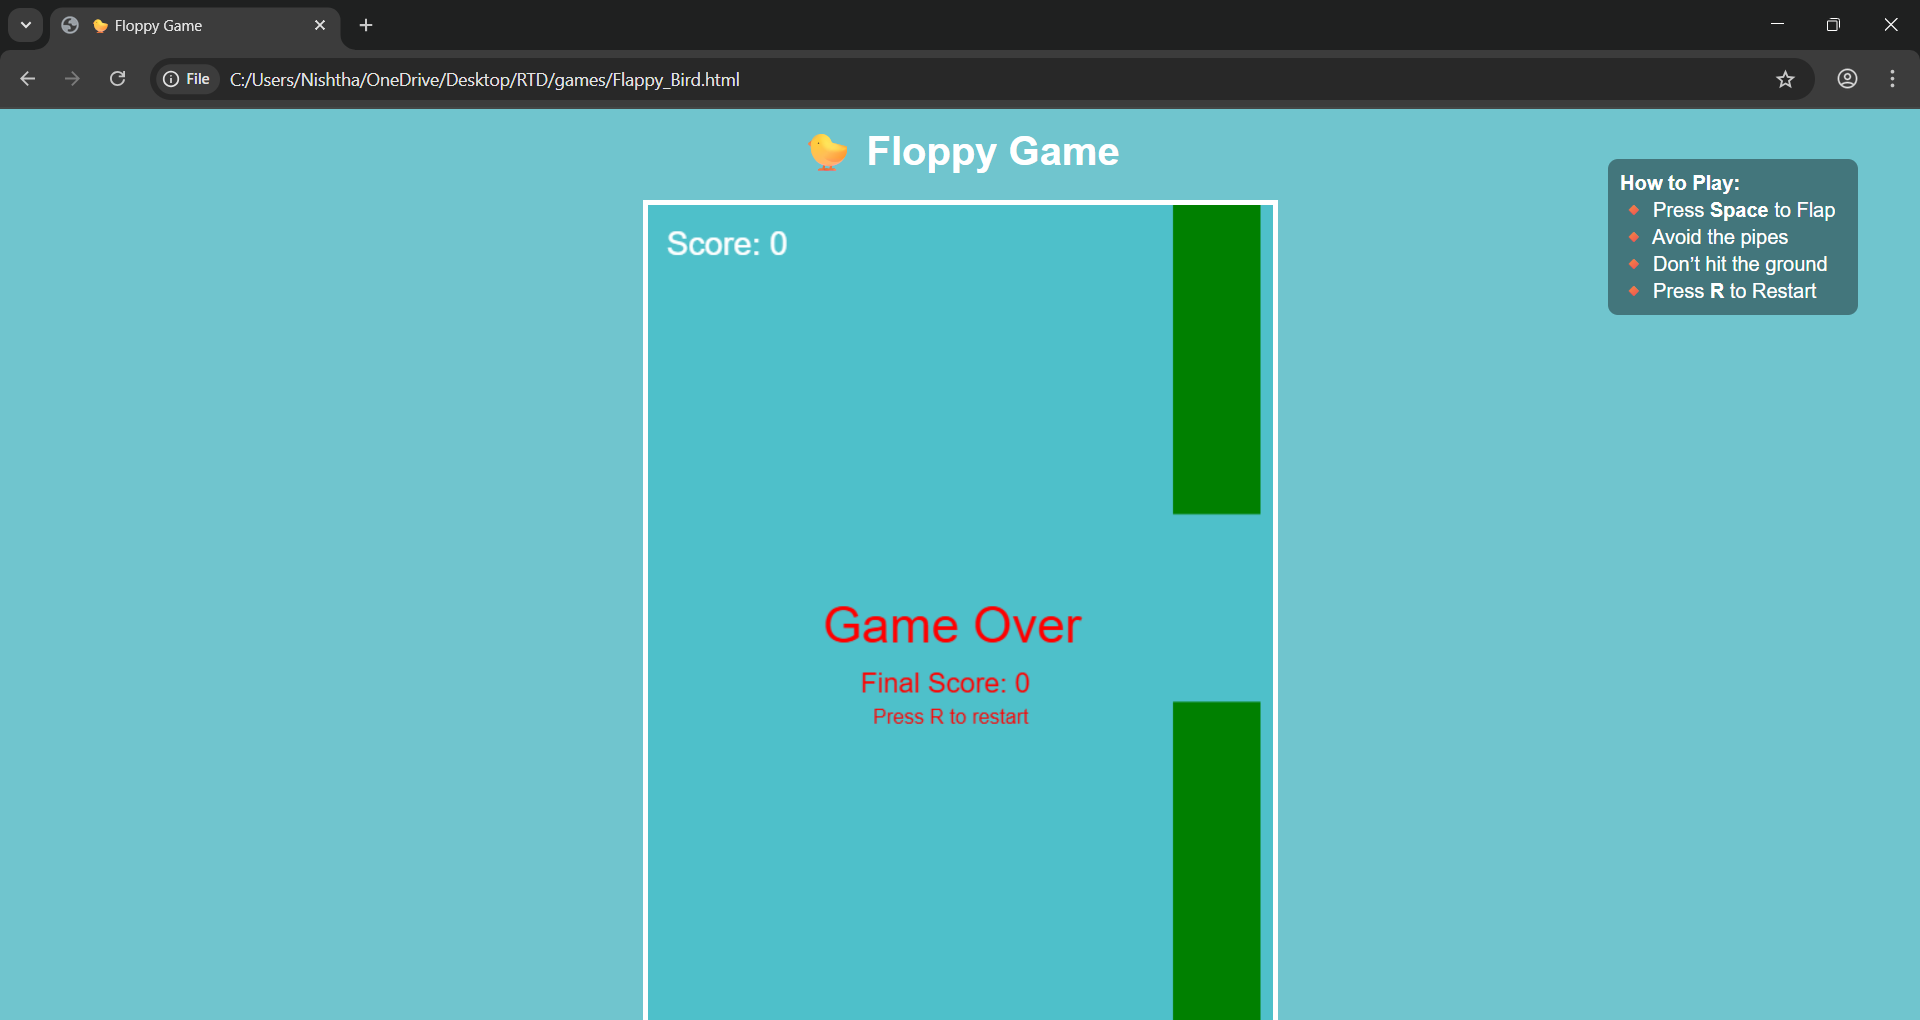 🐤 Floppy Game
File C:/Users/Nishtha/OneDrive/Desktop/RTD/games/Flappy_Bird.html
🐤 Floppy Game
How to Play:
🔸 Press Space to Flap
🔸 Avoid the pipes
🔸 Don’t hit the ground
🔸 Press R to Restart
Score: 0
Game Over
Final Score: 0
Press R to restart